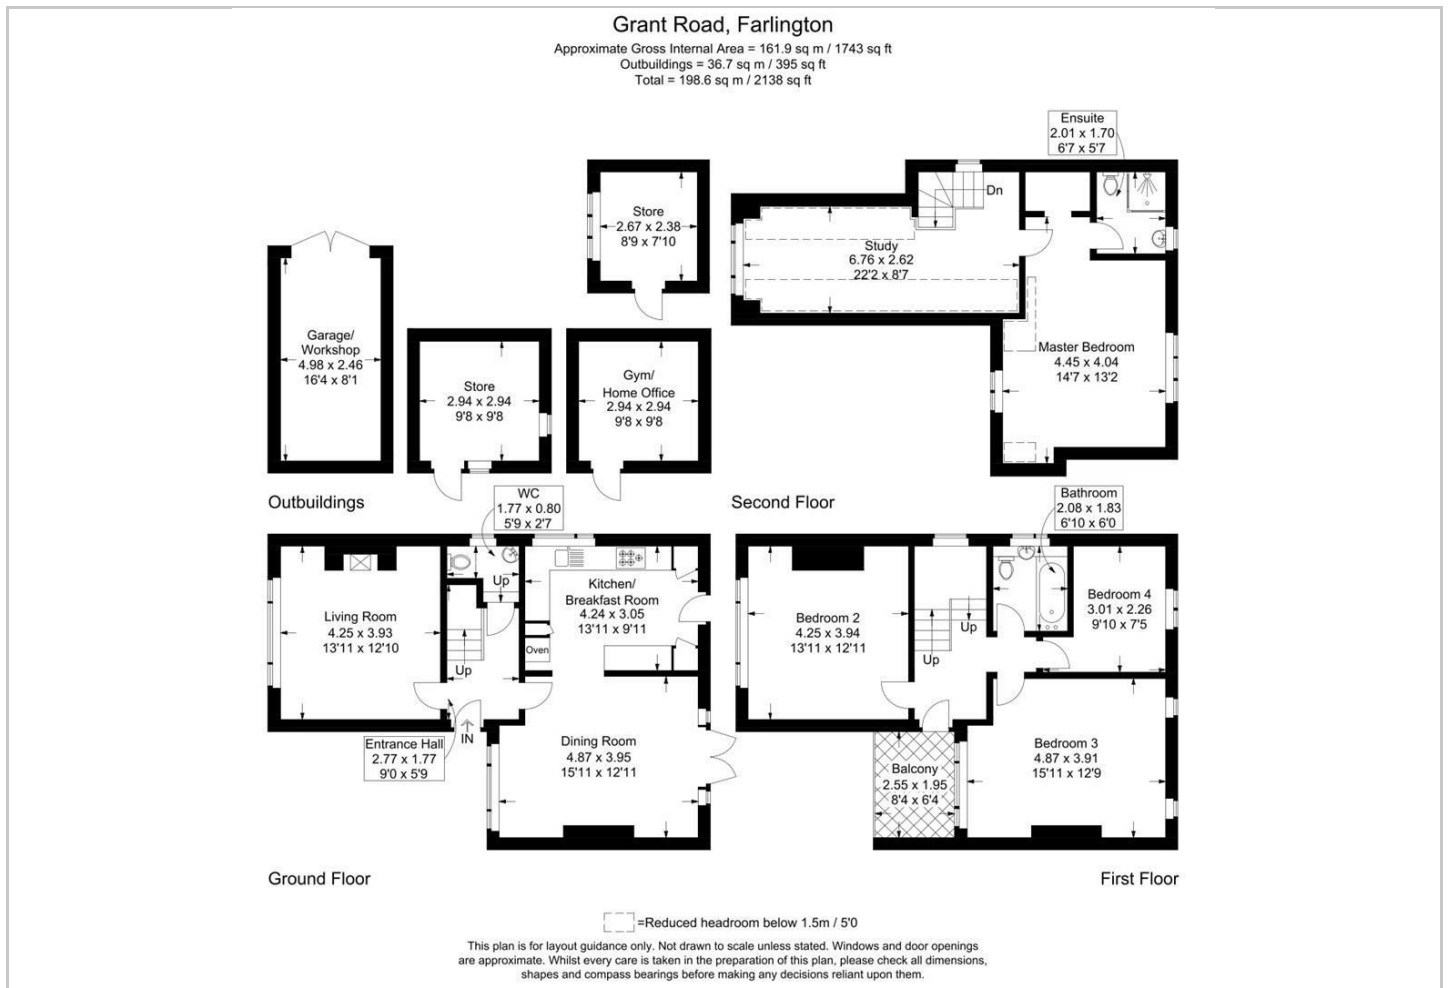 Grant Road, Farlington
Approximate Gross Internal Area = 161.9 sq m / 1743 sq ft
Outbuildings = 36.7 sq m / 395 sq ft
Total = 198.6 sq m / 2138 sq ft
Ensuite
2.01 x 1.70
6'7 x 5'7
Store
2.67 x 2.38
8'9 x 7'10
Dn
Study
6.76 x 2.62
22'2 x 8'7
Garage/
Workshop
4.98 x 2.46
16'4 x 8'1
Store
2.94 x 2.94
9'8 x 9'8
Gym/
Home Office
2.94 x 2.94
9'8 x 9'8
Master Bedroom
4.45 x 4.04
14'7 x 13'2
Outbuildings
Second Floor
WC
1.77 x 0.80
5'9 x 2'7
Bathroom
2.08 x 1.83
6'10 x 6'0
Living Room
4.25 x 3.93
13'11 x 12'10
Up
Up
Kitchen/
Breakfast Room
4.24 x 3.05
13'11 x 9'11
Oven
Entrance Hall
2.77 x 1.77
9'0 x 5'9
IN
Dining Room
4.87 x 3.95
15'11 x 12'11
Bedroom 2
4.25 x 3.94
13'11 x 12'11
Up
Up
Bedroom 4
3.01 x 2.26
9'10 x 7'5
Balcony
2.55 x 1.95
8'4 x 6'4
Bedroom 3
4.87 x 3.91
15'11 x 12'9
Ground Floor
First Floor
=Reduced headroom below 1.5m / 5'0
This plan is for layout guidance only. Not drawn to scale unless stated. Windows and door openings
are approximate. Whilst every care is taken in the preparation of this plan, please check all dimensions,
shapes and compass bearings before making any decisions reliant upon them.